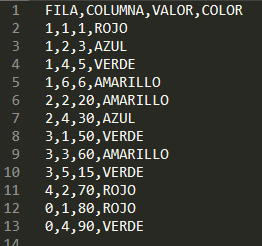 1 FILA,COLUMNA,VALOR,COLOR
2 1,1,1,ROJO
3 1,2,3,AZUL
4 1,4,5,VERDE
5 1,6,6,AMARILLO
6 2,2,20,AMARILLO
7 2,4,30,AZUL
8 3,1,50,VERDE
9 3,3,60,AMARILLO
10 3,5,15,VERDE
11 4,2,70,ROJO
12 0,1,80,ROJO
13 0,4,90,VERDE
14